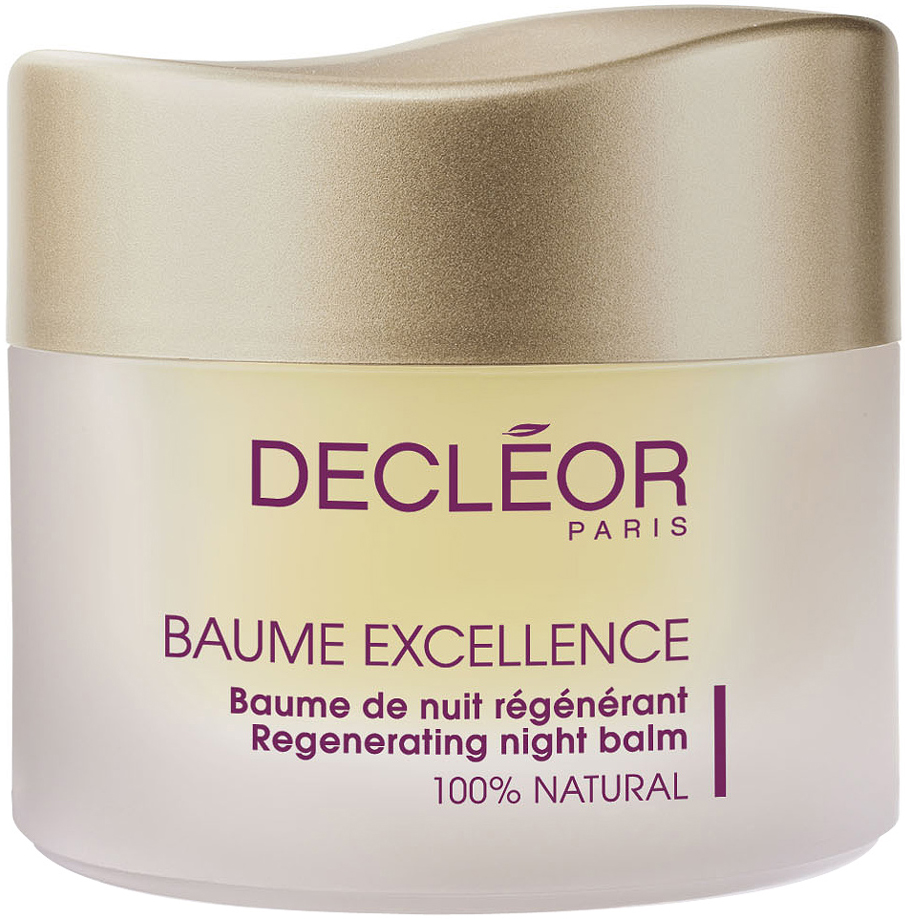 DECLÉOR
PARIS
BAUME EXCELLENCE
Baume de nuit régénérant
Regenerating night balm
100% NATURAL